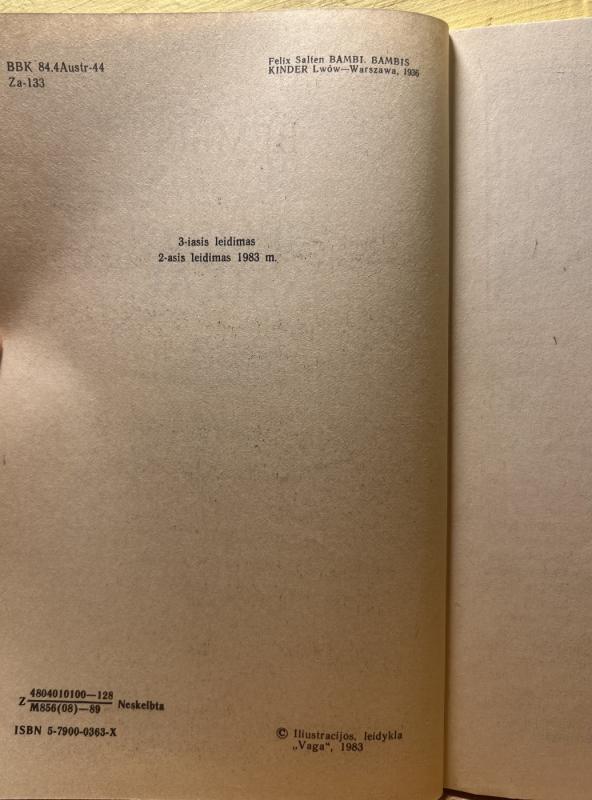 BBK 84.4Austr-44
Za-133
Felix Salten BAMBI. BAMBIS
KINDER Lwów—Warszawa, 1936
3-iasis leidimas
2-asis leidimas 1983 m.
Z 4804010100—128
M856(08)—89 Neskelbta
ISBN 5-7900-0363-X
© Iliustracijos, leidykla
„Vaga“, 1983